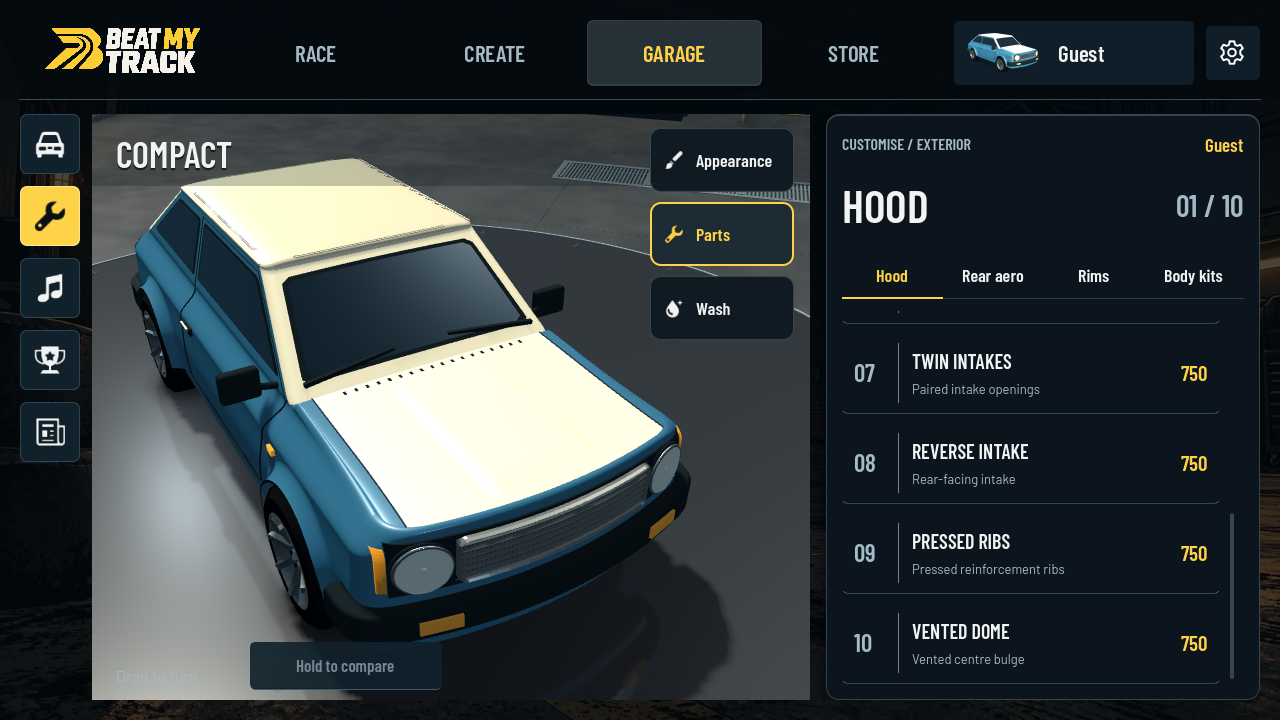 BEAT MY
TRACK
RACE
CREATE
GARAGE
STORE
Guest
COMPACT
Appearance
Parts
Wash
Hold to compare
Drag to turn
CUSTOMISE / EXTERIOR
Guest
HOOD
01 / 10
Hood
Rear aero
Rims
Body kits
07
TWIN INTAKES
Paired intake openings
750
08
REVERSE INTAKE
Rear-facing intake
750
09
PRESSED RIBS
Pressed reinforcement ribs
750
10
VENTED DOME
Vented centre bulge
750